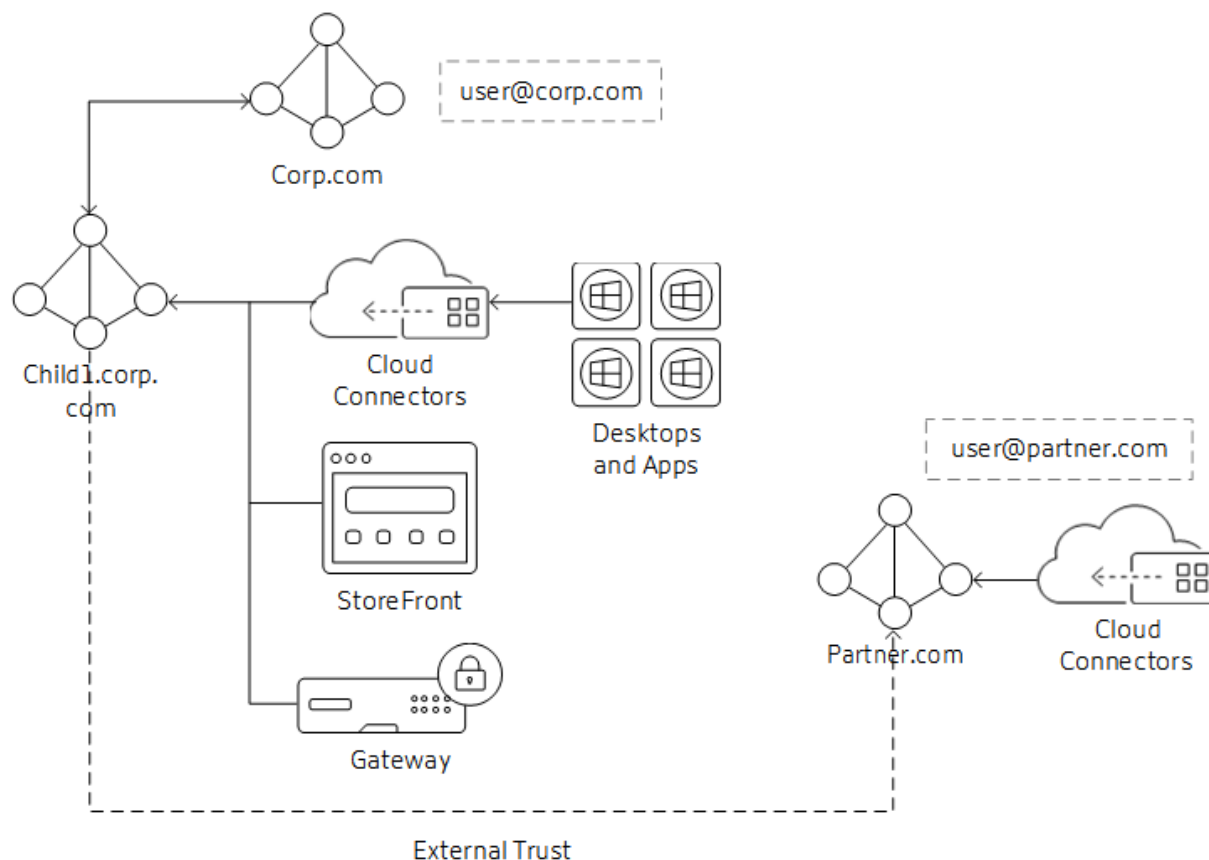 user@corp.com
Corp.com
Child1.corp.
com
Cloud
Connectors
Desktops
and Apps
StoreFront
Gateway
user@partner.com
Partner.com
Cloud
Connectors
External Trust